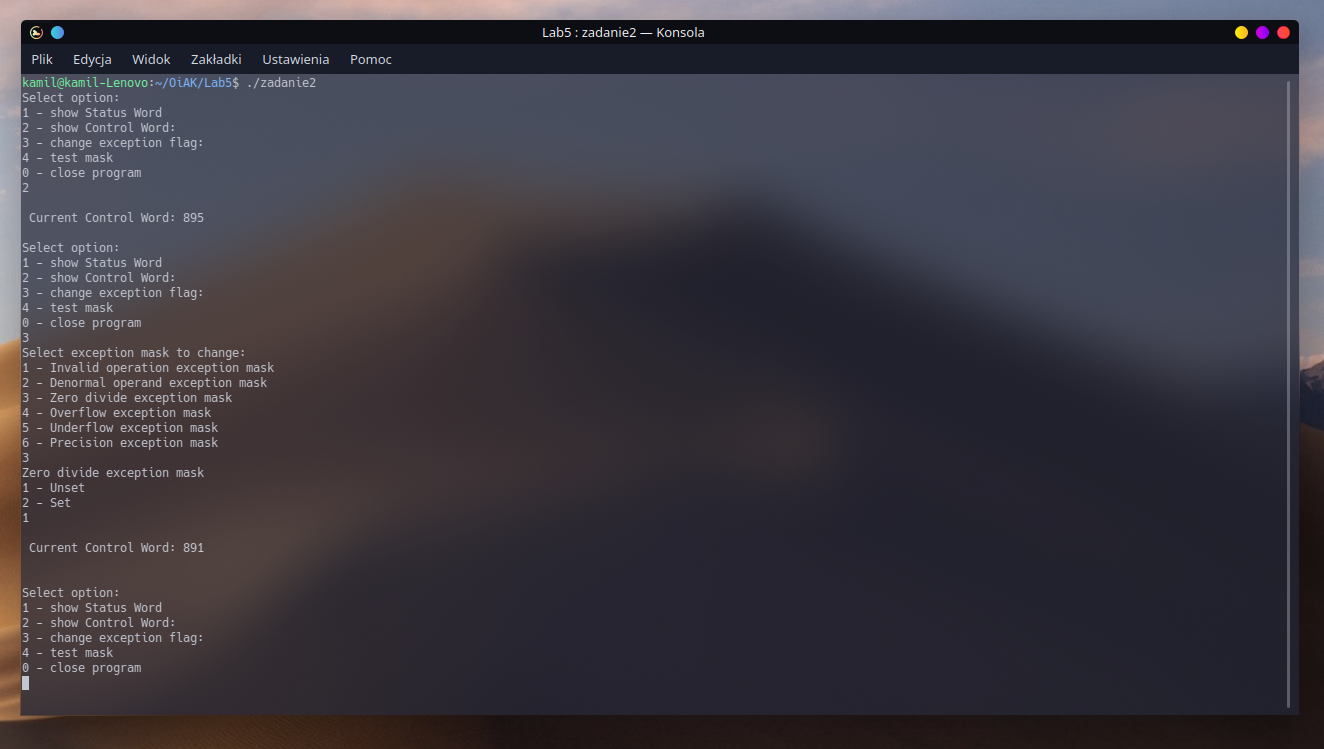 Lab5 : zadanie2 — Konsola
Plik Edycja Widok Zakładki Ustawienia Pomoc
kamil@kamil-Lenovo:~/OiAK/Lab5$ ./zadanie2
Select option:
1 - show Status Word
2 - show Control Word:
3 - change exception flag:
4 - test mask
0 - close program
2
Current Control Word: 895
Select option:
1 - show Status Word
2 - show Control Word:
3 - change exception flag:
4 - test mask
0 - close program
3
Select exception mask to change:
1 - Invalid operation exception mask
2 - Denormal operand exception mask
3 - Zero divide exception mask
4 - Overflow exception mask
5 - Underflow exception mask
6 - Precision exception mask
3
Zero divide exception mask
1 - Unset
2 - Set
1
Current Control Word: 891
Select option:
1 - show Status Word
2 - show Control Word:
3 - change exception flag:
4 - test mask
0 - close program